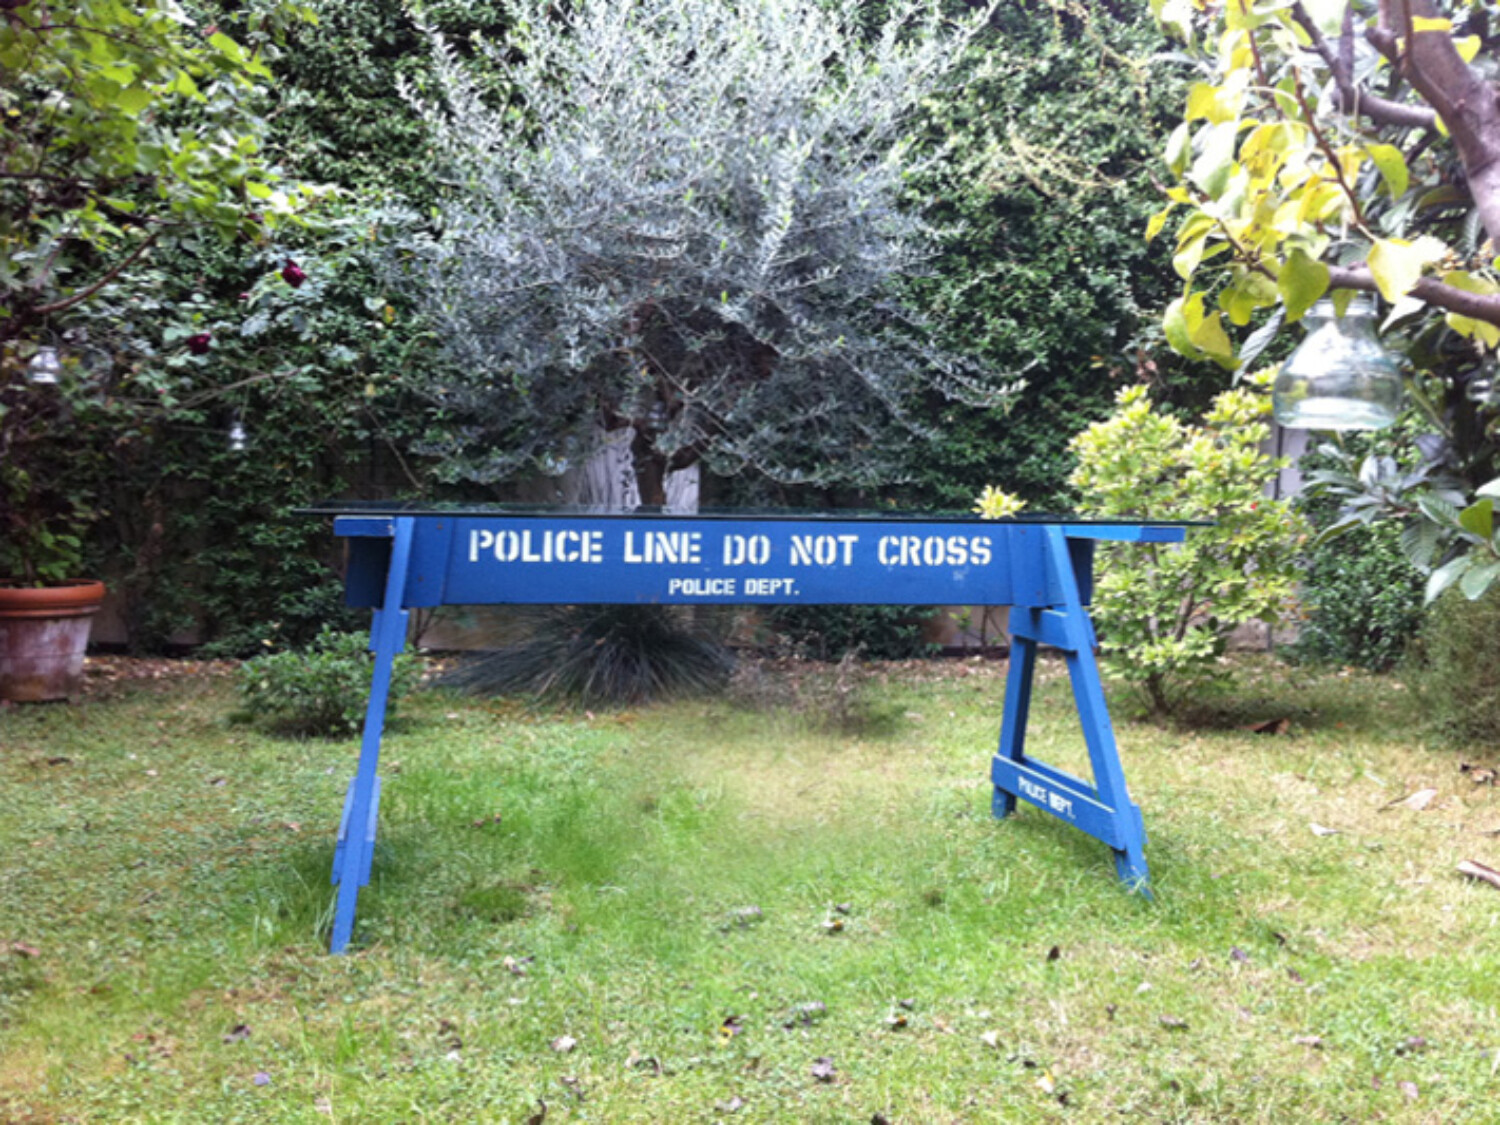 POLICE LINE DO NOT CROSS
POLICE DEPT.
POLICE DEPT.